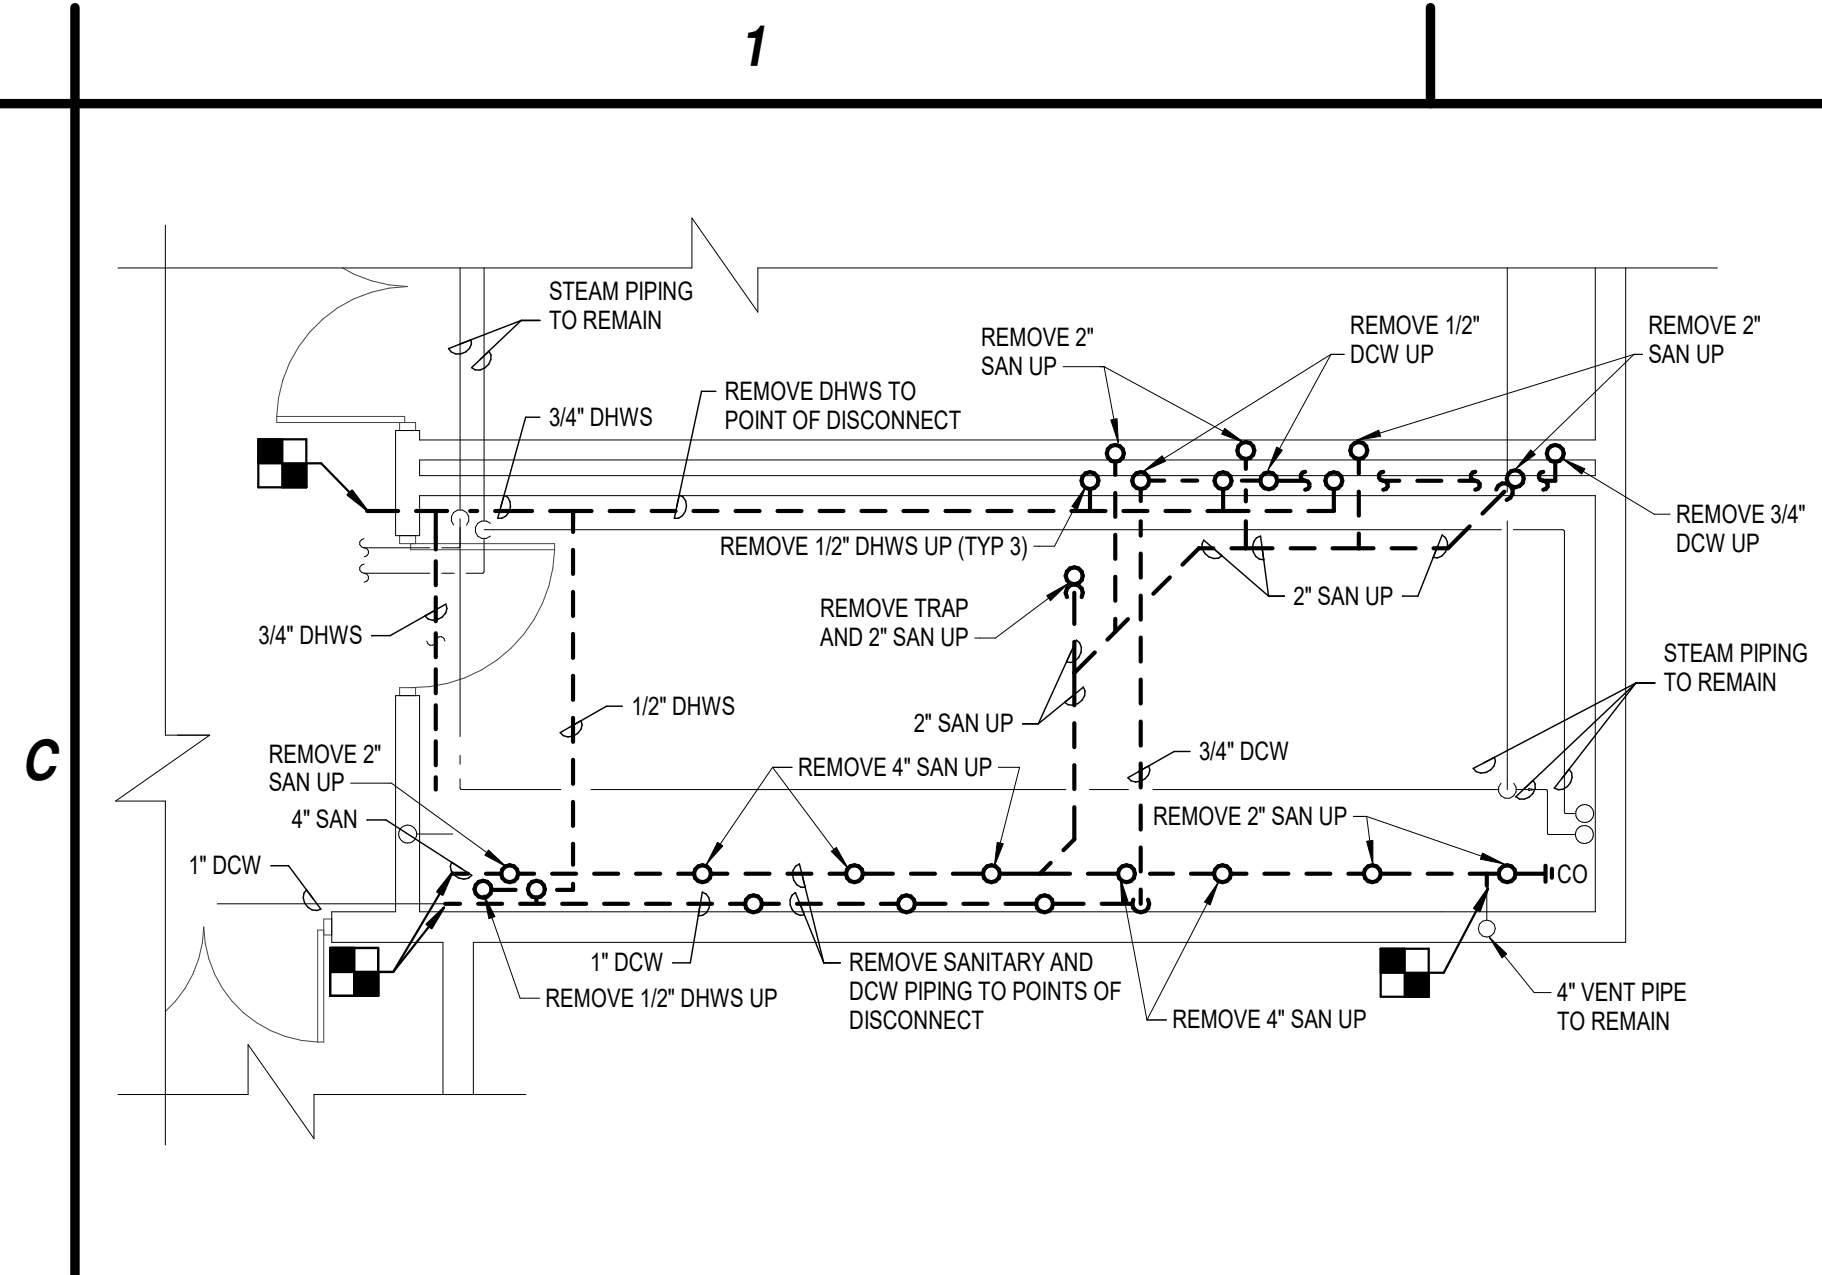 1
C
STEAM PIPING
TO REMAIN
REMOVE 2"
SAN UP
REMOVE 1/2"
DCW UP
REMOVE 2"
SAN UP
REMOVE DHWS TO
POINT OF DISCONNECT
3/4" DHWS
REMOVE 3/4"
DCW UP
REMOVE 1/2" DHWS UP (TYP 3)
2" SAN UP
REMOVE TRAP
AND 2" SAN UP
3/4" DHWS
STEAM PIPING
TO REMAIN
1/2" DHWS
2" SAN UP
REMOVE 2"
SAN UP
3/4" DCW
REMOVE 4" SAN UP
4" SAN
REMOVE 2" SAN UP
1" DCW
CO
1" DCW
REMOVE SANITARY AND
DCW PIPING TO POINTS OF
DISCONNECT
REMOVE 1/2" DHWS UP
REMOVE 4" SAN UP
4" VENT PIPE
TO REMAIN